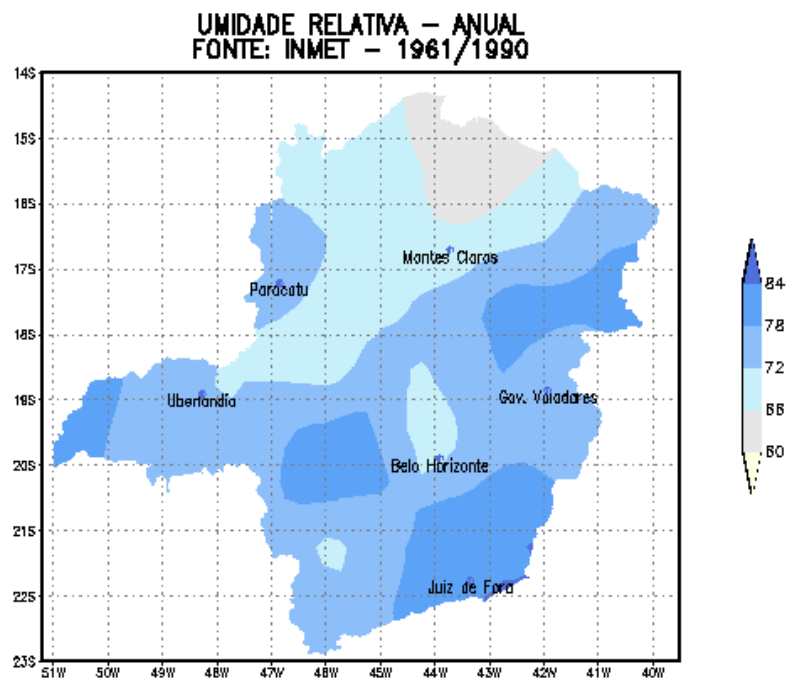 UMIDADE RELATIVA – ANUAL
FONTE: INMET – 1961/1990
14S
15S
16S
17S
18S
19S
20S
21S
22S
23S
Montes Claros
Paracatu
Uberlandia
Gov. Valadares
Belo Horizonte
Juiz de Fora
51W 50W 49W 48W 47W 46W 45W 44W 43W 42W 41W 40W
84
78
72
66
60